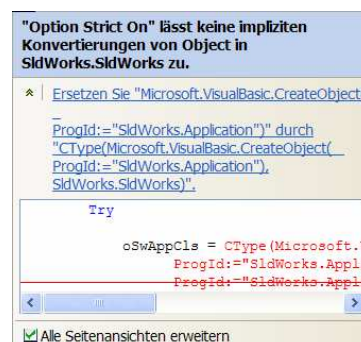 "Option Strict On" lässt keine impliziten
Konvertierungen von Object in
SldWorks.SldWorks zu.
Ersetzen Sie "Microsoft.VisualBasic.CreateObject
_
ProgId:="SldWorks.Application")" durch
"CType(Microsoft.VisualBasic.CreateObject( _
ProgId:="SldWorks.Application"),
SldWorks.SldWorks)".
Try
oSwAppCls = CType(Microsoft.
ProgId:="SldWorks.Appl
ProgId:="SldWorks.Appl
Alle Seitenansichten erweitern